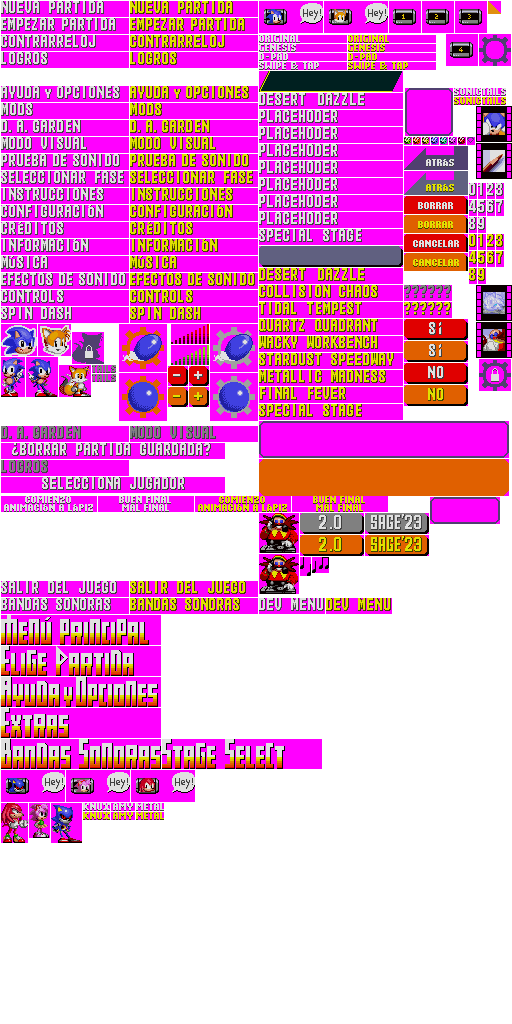 NUEVA PARTIDA NUEVA PARTIDA
Hey! Hey! 1 2 3
EMPEZAR PARTIDA EMPEZAR PARTIDA
CONTRARRELOJ CONTRARRELOJ
ORIGINAL ORIGINAL
GENESIS GENESIS
4
LOGROS LOGROS
D-PAD D-PAD
SWIPE & TAP SWIPE & TAP
AYUDA Y OPCIONES AYUDA Y OPCIONES
SONIC TAILS
SONIC TAILS
DESERT DAZZLE
MODS MODS
PLACEHODER
D. A. GARDEN D. A. GARDEN
PLACEHODER
MODO VISUAL MODO VISUAL
PLACEHODER
PRUEBA DE SONIDO PRUEBA DE SONIDO
PLACEHODER
ATRÁS
SELECCIONAR FASE SELECCIONAR FASE
PLACEHODER
ATRÁS
0123
INSTRUCCIONES INSTRUCCIONES
PLACEHODER
BORRAR
4567
CONFIGURACIÓN CONFIGURACIÓN
PLACEHODER
BORRAR
89
CRÉDITOS CRÉDITOS
SPECIAL STAGE
CANCELAR
0123
INFORMACIÓN INFORMACIÓN
CANCELAR
4567
MÚSICA MÚSICA
89
EFECTOS DE SONIDO EFECTOS DE SONIDO
DESERT DAZZLE
CONTROLS CONTROLS
COLLISION CHAOS
??????
SPIN DASH SPIN DASH
TIDAL TEMPEST
??????
QUARTZ QUADRANT
SÍ
WACKY WORKBENCH
SÍ
STARDUST SPEEDWAY
METALLIC MADNESS
NO
FINAL FEVER
NO
SPECIAL STAGE
- +
- +
D. A. GARDEN MODO VISUAL
¿BORRAR PARTIDA GUARDADA?
LOGROS
SELECCIONA JUGADOR
COMIENZO BUEN FINAL COMIENZO BUEN FINAL
ANIMACIÓN A LÁPIZ MAL FINAL ANIMACIÓN A LÁPIZ MAL FINAL
2.0 SAGE'23
2.0 SAGE'23
SALIR DEL JUEGO SALIR DEL JUEGO
BANDAS SONORAS BANDAS SONORAS
DEV MENU DEV MENU
MENÚ PRINCIPAL
ELIGE PARTIDA
AYUDA Y OPCIONES
EXTRAS
BANDAS SONORAS STAGE SELECT
Hey! Hey! Hey!
KNUX AMY METAL
KNUX AMY METAL